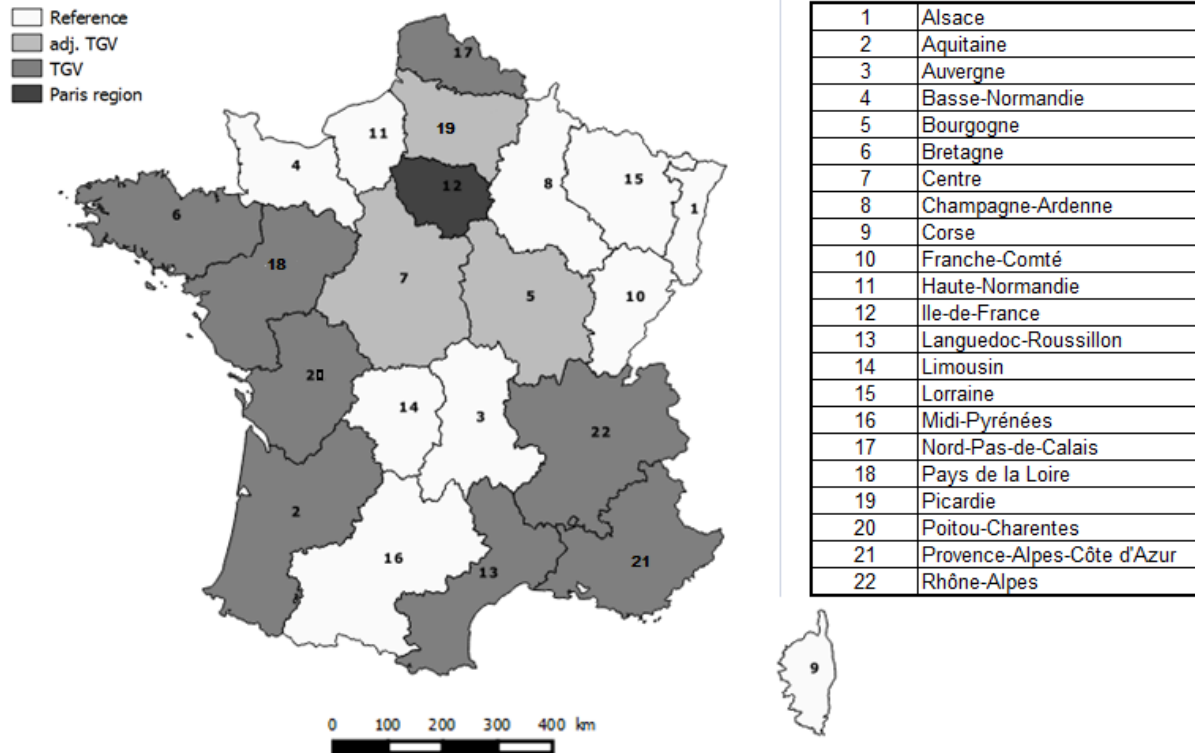 Reference
adj. TGV
TGV
Paris region
17
19
11
4
12
8
15
1
6
18
7
5
10
20
14
3
22
2
16
13
21
9
0 100 200 300 400 km
1 Alsace
2 Aquitaine
3 Auvergne
4 Basse-Normandie
5 Bourgogne
6 Bretagne
7 Centre
8 Champagne-Ardenne
9 Corse
10 Franche-Comté
11 Haute-Normandie
12 Ile-de-France
13 Languedoc-Roussillon
14 Limousin
15 Lorraine
16 Midi-Pyrénées
17 Nord-Pas-de-Calais
18 Pays de la Loire
19 Picardie
20 Poitou-Charentes
21 Provence-Alpes-Côte d'Azur
22 Rhône-Alpes